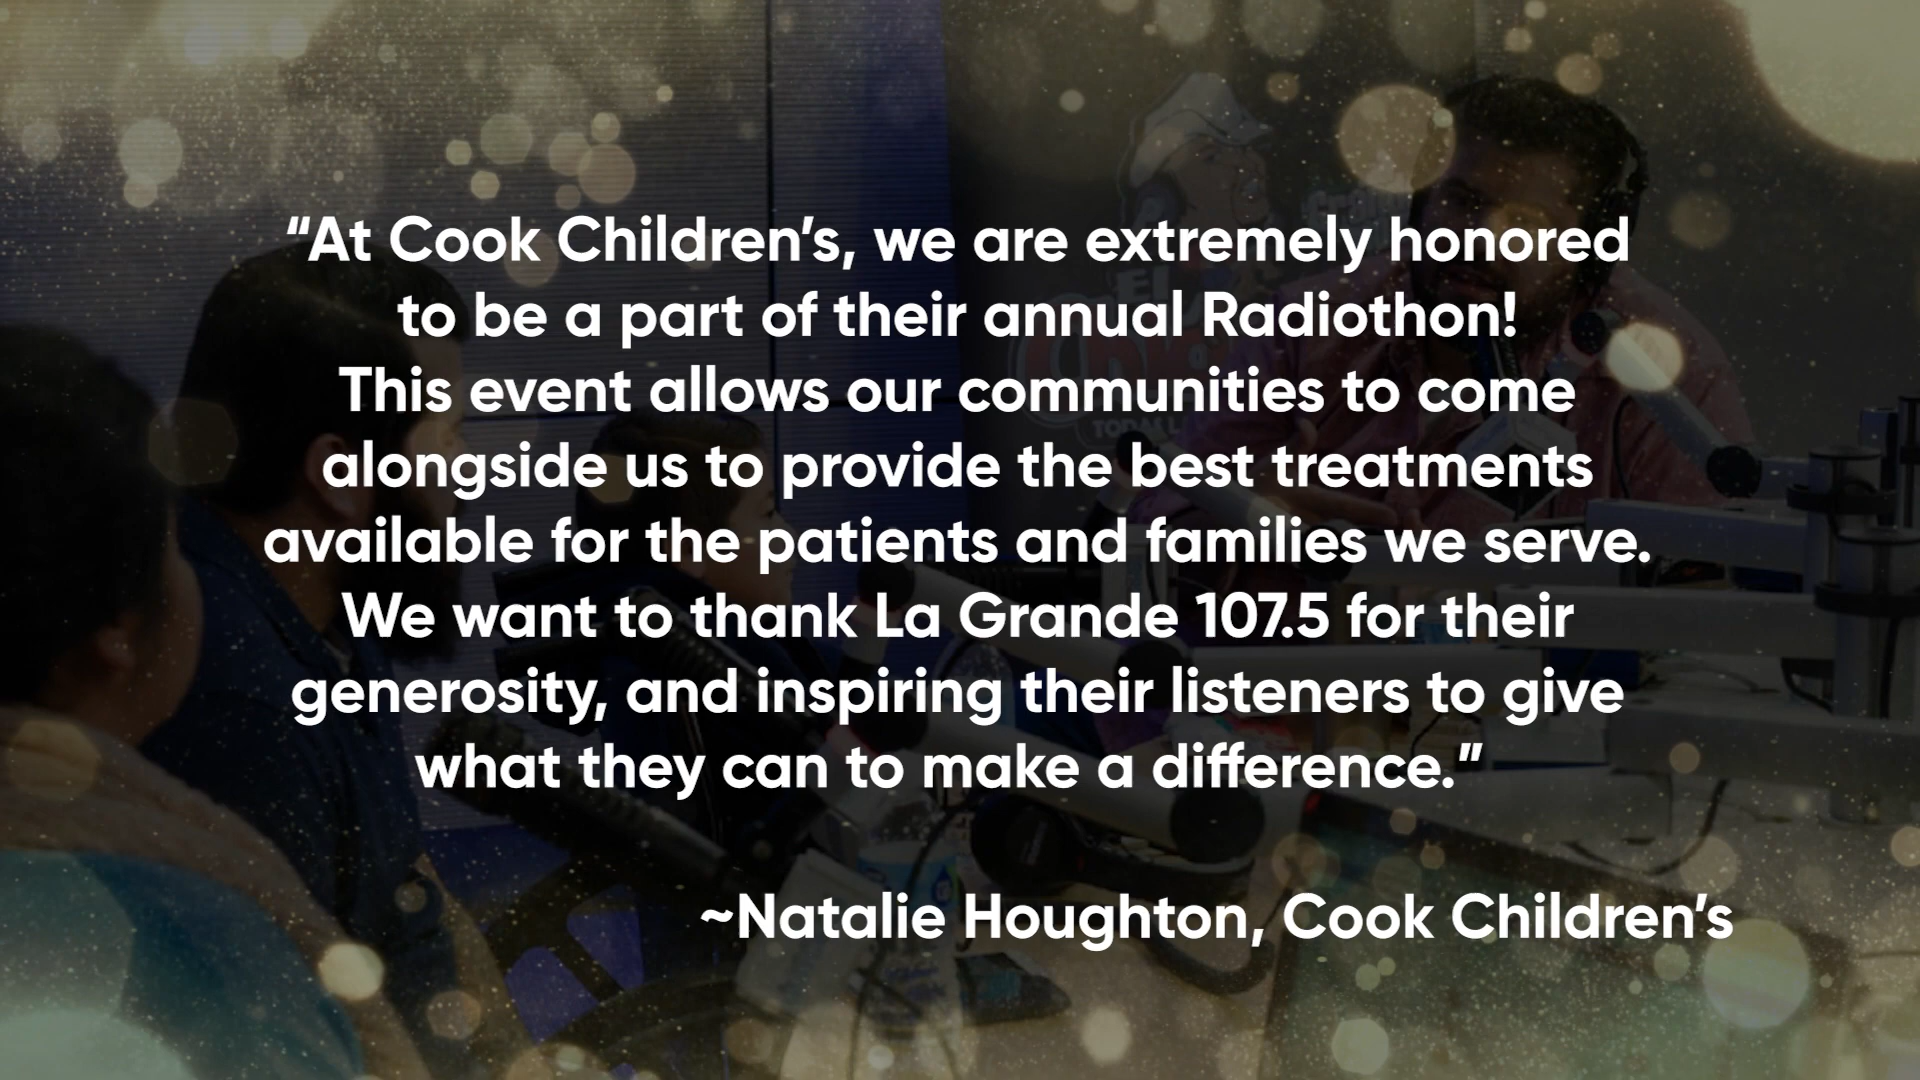 “At Cook Children’s, we are extremely honored
to be a part of their annual Radiothon!
This event allows our communities to come
alongside us to provide the best treatments
available for the patients and families we serve.
We want to thank La Grande 107.5 for their
generosity, and inspiring their listeners to give
what they can to make a difference.”
~Natalie Houghton, Cook Children’s